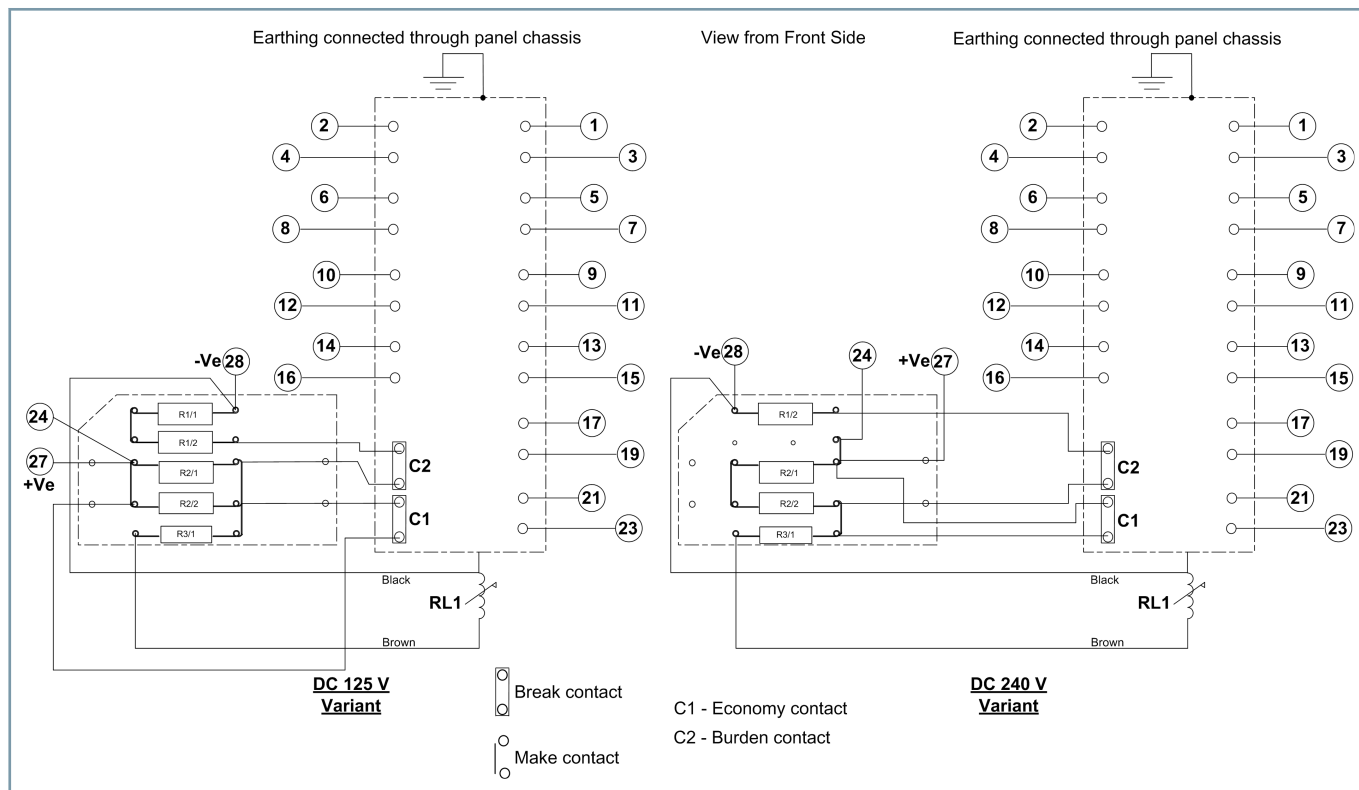 Earthing connected through panel chassis
View from Front Side
Earthing connected through panel chassis
2
1
4
3
6
5
8
7
10
9
12
11
14
13
-Ve 28
16
15
24
R1/1
17
R1/2
27
+Ve
R2/1
C2
19
R2/2
21
C1
R3/1
23
Black
RL1
Brown
DC 125 V
Variant
Break contact
Make contact
C1 - Economy contact
C2 - Burden contact
2
1
4
3
6
5
8
7
10
9
12
11
14
13
-Ve 28
24
+Ve 27
16
15
R1/2
17
C2
19
R2/1
R2/2
21
C1
R3/1
23
Black
RL1
Brown
DC 240 V
Variant